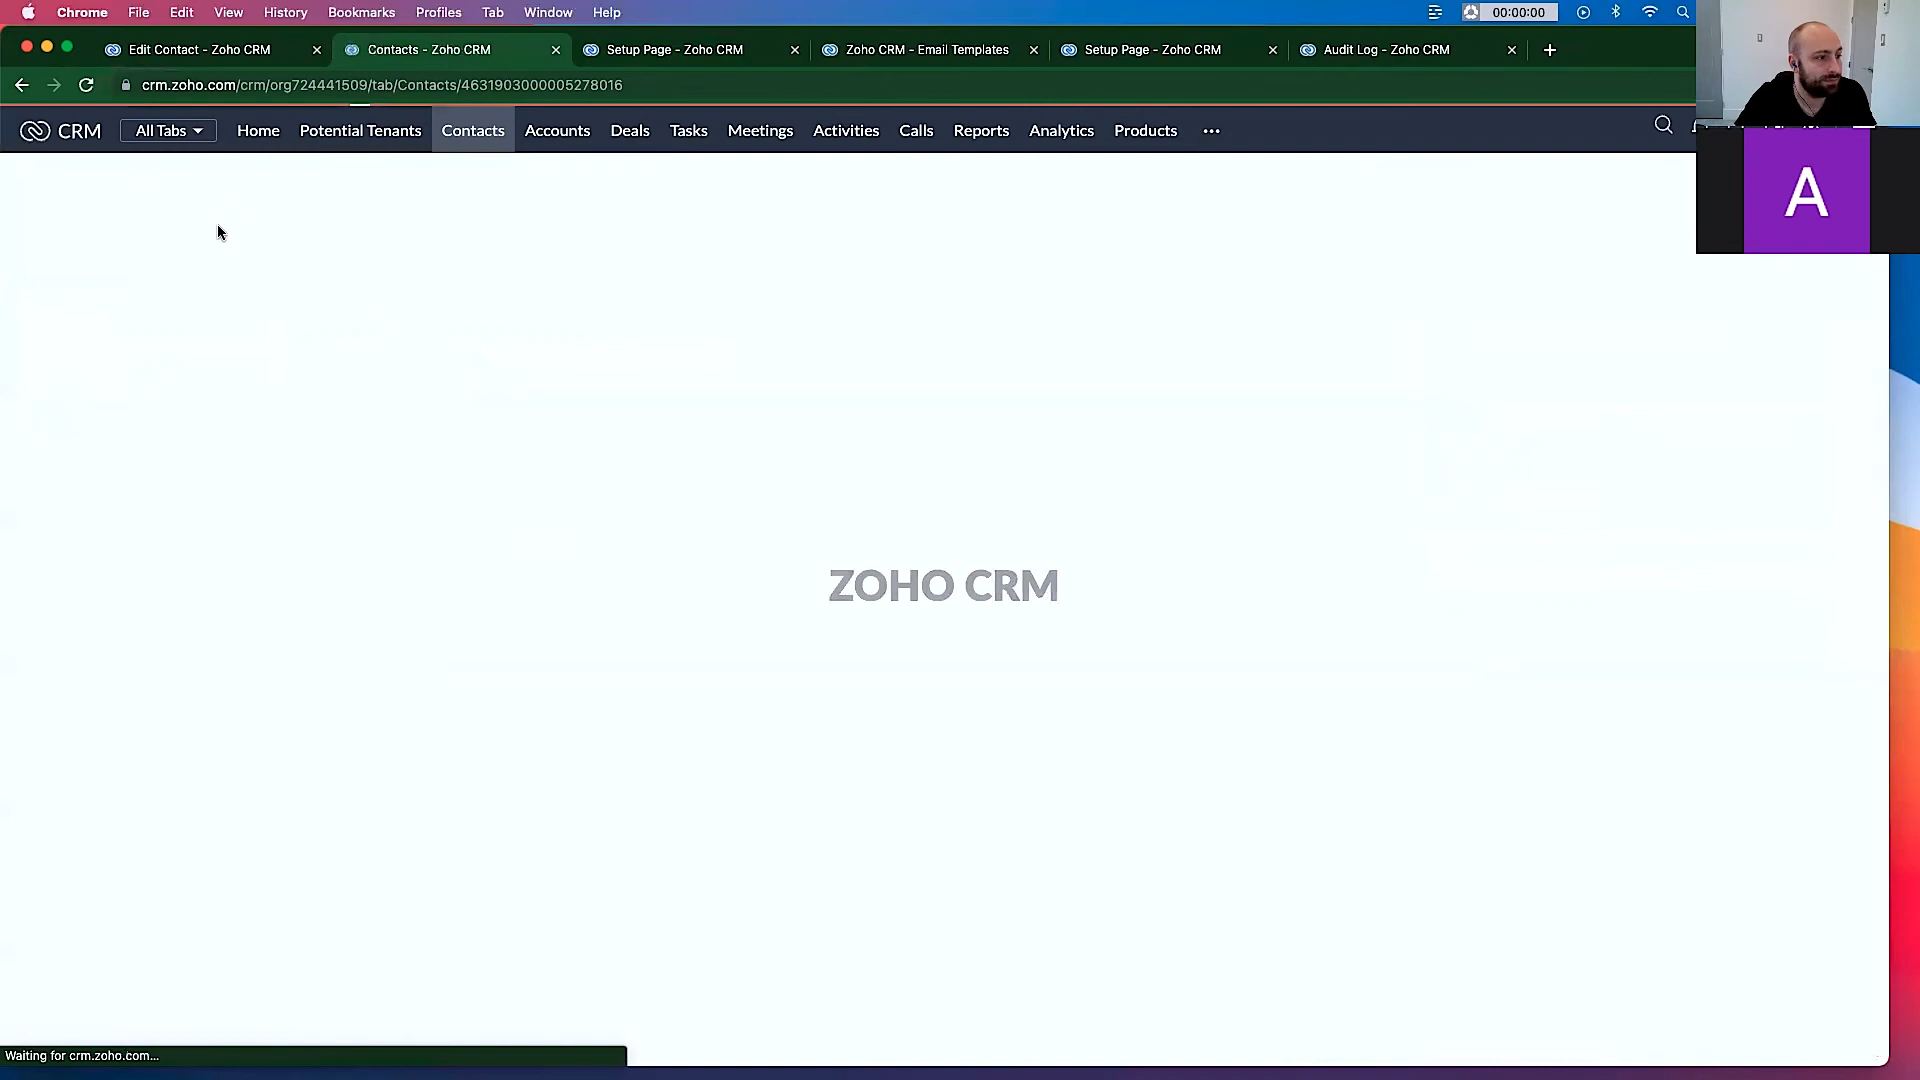 Chrome File Edit View History Bookmarks Profiles Tab Window Help 00:00:00
Edit Contact - Zoho CRM Contacts - Zoho CRM Setup Page - Zoho CRM Zoho CRM - Email Templates Setup Page - Zoho CRM Audit Log - Zoho CRM
crm.zoho.com/crm/org724441509/tab/Contacts/4631903000005278016
CRM All Tabs Home Potential Tenants Contacts Accounts Deals Tasks Meetings Activities Calls Reports Analytics Products
A
ZOHO CRM
Waiting for crm.zoho.com...